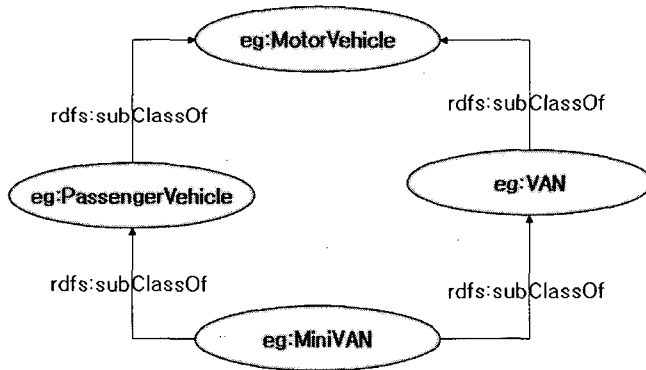 eg:MotorVehicle
rdfs:subClassOf
rdfs:subClassOf
eg:PassengerVehicle
eg:VAN
rdfs:subClassOf
rdfs:subClassOf
eg:MiniVAN